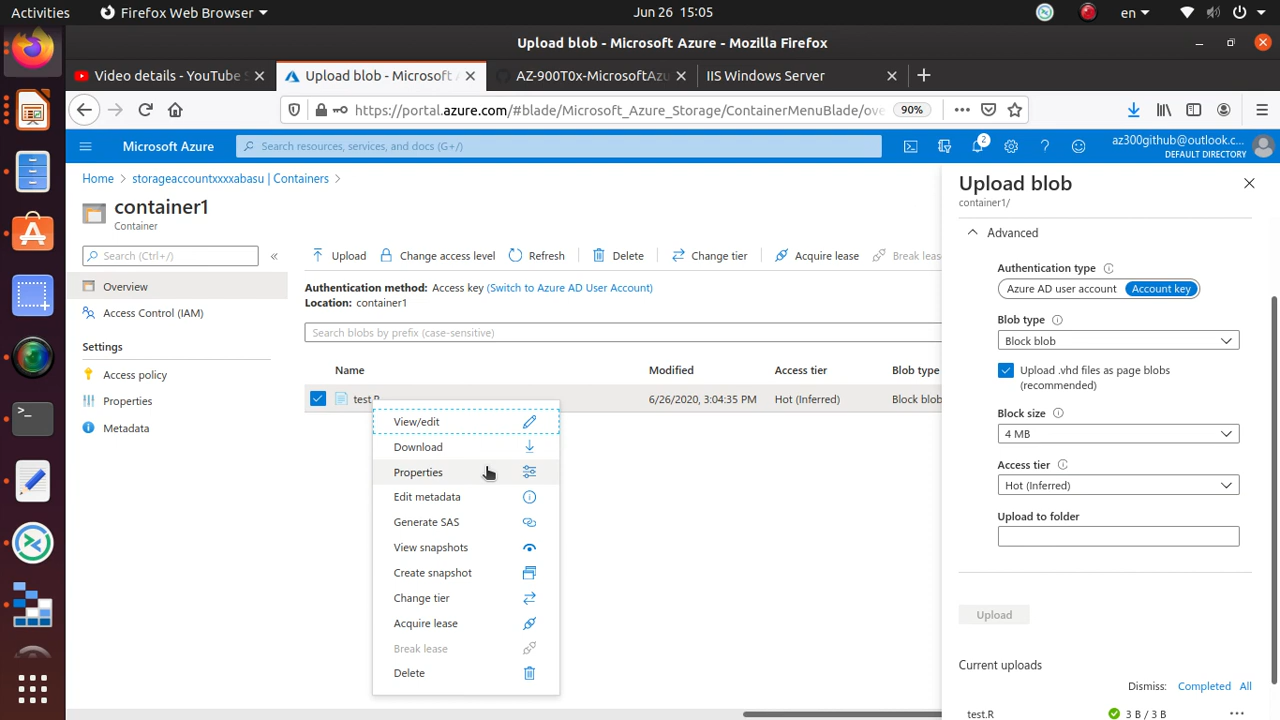 Activities
Firefox Web Browser
Jun 26 15:05
en
Upload blob - Microsoft Azure - Mozilla Firefox
Video details - YouTube S
Upload blob - Microsoft A
AZ-900T0x-MicrosoftAzu
IIS Windows Server
https://portal.azure.com/#blade/Microsoft_Azure_Storage/ContainerMenuBlade/ove
90%
Microsoft Azure
Search resources, services, and docs (G+/)
2
az300github@outlook.c...
DEFAULT DIRECTORY
Home > storageaccountxxxxabasu | Containers >
container1
Container
Search (Ctrl+/)
«
Overview
Access Control (IAM)
Settings
Access policy
Properties
Metadata
Upload
Change access level
Refresh
Delete
Change tier
Acquire lease
Break leas
Authentication method: Access key (Switch to Azure AD User Account)
Location: container1
Search blobs by prefix (case-sensitive)
Name
Modified
Access tier
Blob type
test.R
6/26/2020, 3:04:35 PM
Hot (Inferred)
Block blob
View/edit
Download
Properties
Edit metadata
Generate SAS
View snapshots
Create snapshot
Change tier
Acquire lease
Break lease
Delete
Upload blob
container1/
Advanced
Authentication type
Azure AD user account
Account key
Blob type
Block blob
Upload .vhd files as page blobs
(recommended)
Block size
4 MB
Access tier
Hot (Inferred)
Upload to folder
Upload
Current uploads
Dismiss: Completed All
test.R
3 B / 3 B